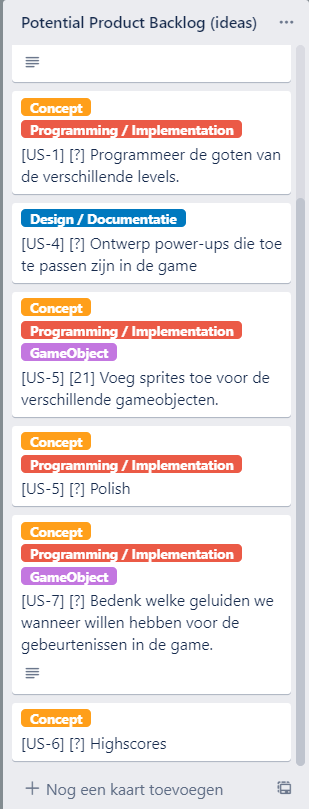 Potential Product Backlog (ideas)
Concept
Programming / Implementation
[US-1] [?] Programmeer de goten van
de verschillende levels.
Design / Documentatie
[US-4] [?] Ontwerp power-ups die toe
te passen zijn in de game
Concept
Programming / Implementation
GameObject
[US-5] [21] Voeg sprites toe voor de
verschillende gameobjecten.
Concept
Programming / Implementation
[US-5] [?] Polish
Concept
Programming / Implementation
GameObject
[US-7] [?] Bedenk welke geluiden we
wanneer willen hebben voor de
gebeurtenissen in de game.
Concept
[US-6] [?] Highscores
Nog een kaart toevoegen